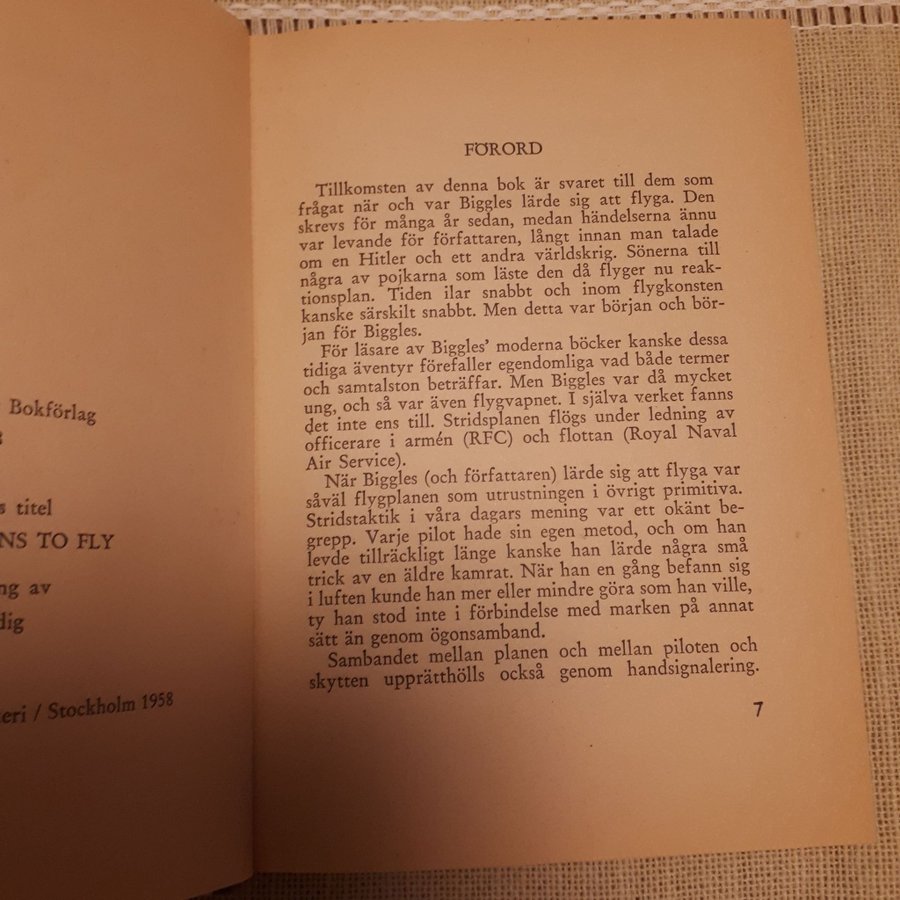 Bokförlag
titel
NS TO FLY
ng av
dig
eri / Stockholm 1958
FÖRORD
Tillkomsten av denna bok är svaret till dem som
frågat när och var Biggles lärde sig att flyga. Den
skrevs för många år sedan, medan händelserna ännu
var levande för författaren, långt innan man talade
om en Hitler och ett andra världskrig. Sönerna till
några av pojkarna som läste den då flyger nu reak-
tionsplan. Tiden ilar snabbt och inom flygkonsten
kanske särskilt snabbt. Men detta var början och bör-
jan för Biggles.
För läsare av Biggles’ moderna böcker kanske dessa
tidiga äventyr förefaller egendomliga vad både termer
och samtalston beträffar. Men Biggles var då mycket
ung, och så var även flygvapnet. I själva verket fanns
det inte ens till. Stridsplanen flögs under ledning av
officerare i armén (RFC) och flottan (Royal Naval
Air Service).
När Biggles (och författaren) lärde sig att flyga var
såväl flygplanen som utrustningen i övrigt primitiva.
Stridstaktik i våra dagars mening var ett okänt be-
grepp. Varje pilot hade sin egen metod, och om han
levde tillräckligt länge kanske han lärde några små
trick av en äldre kamrat. När han en gång befann sig
i luften kunde han mer eller mindre göra som han ville,
ty han stod inte i förbindelse med marken på annat
sätt än genom ögonsamband.
Sambandet mellan planen och mellan piloten och
skytten upprätthölls också genom handsignalering.
7